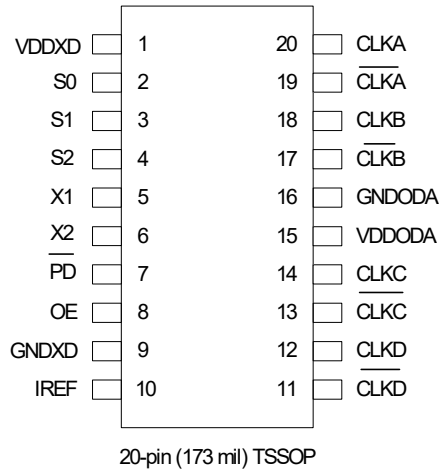 VDDXD 1 20 CLKA
S0 2 19 CLKA
S1 3 18 CLKB
S2 4 17 CLKB
X1 5 16 GNDODA
X2 6 15 VDDODA
PD 7 14 CLKC
OE 8 13 CLKC
GNDXD 9 12 CLKD
IREF 10 11 CLKD
20-pin (173 mil) TSSOP